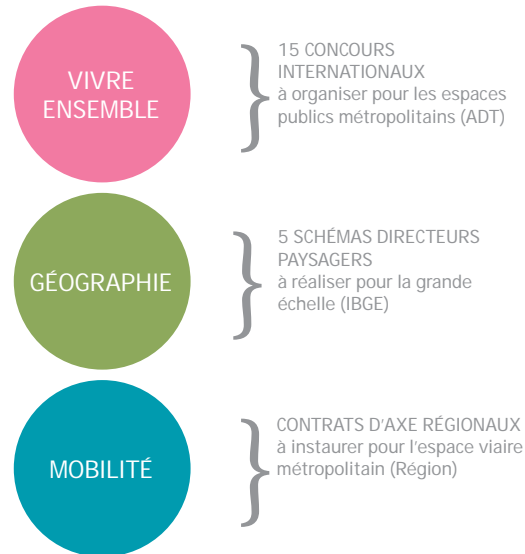 VIVRE
ENSEMBLE
15 CONCOURS
INTERNATIONAUX
à organiser pour les espaces
publics métropolitains (ADT)
GÉOGRAPHIE
5 SCHÉMAS DIRECTEURS
PAYSAGERS
à réaliser pour la grande
échelle (IBGE)
MOBILITÉ
CONTRATS D'AXE RÉGIONAUX
à instaurer pour l'espace viaire
métropolitain (Région)